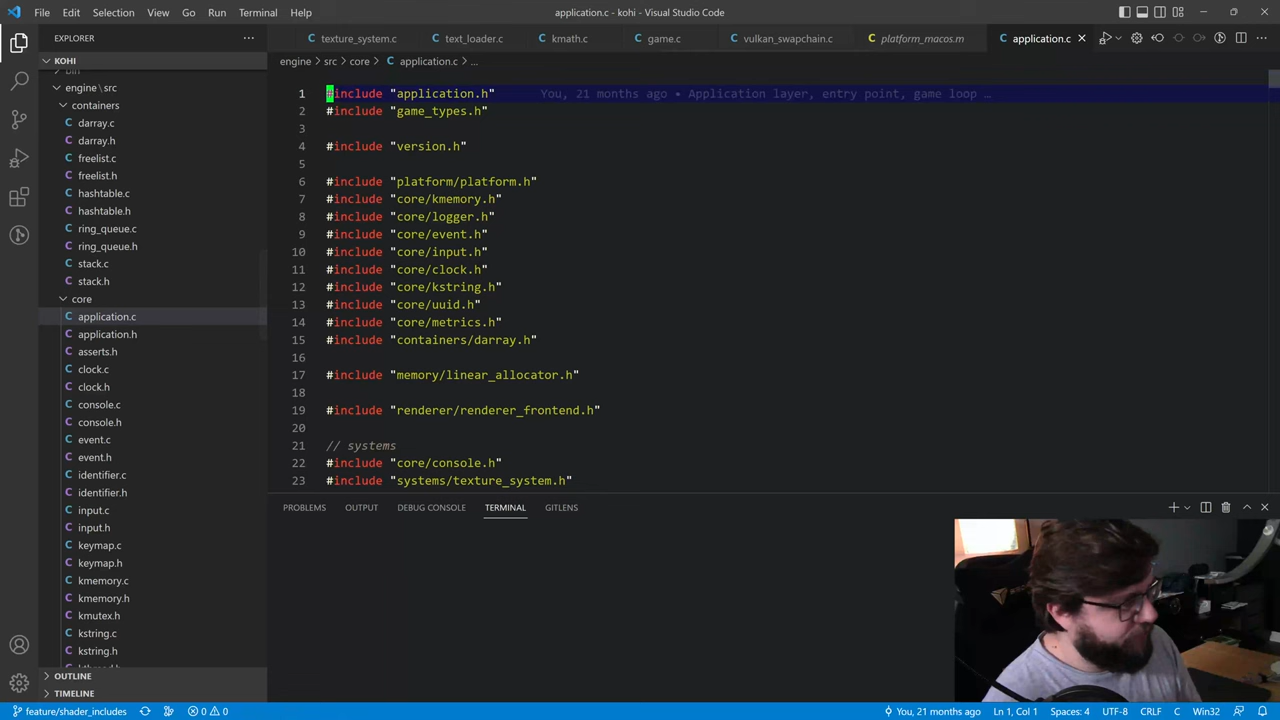 File Edit Selection View Go Run Terminal Help
application.c - kohi - Visual Studio Code
EXPLORER
texture_system.c text_loader.c kmath.c game.c vulkan_swapchain.c platform_macos.m application.c
KOHI
engine > src > core > application.c > ...
bin
engine\src
containers
darray.c
darray.h
freelist.c
freelist.h
hashtable.c
hashtable.h
ring_queue.c
ring_queue.h
stack.c
stack.h
core
application.c
application.h
asserts.h
clock.c
clock.h
console.c
console.h
event.c
event.h
identifier.c
identifier.h
input.c
input.h
keymap.c
keymap.h
kmemory.c
kmemory.h
kmutex.h
kstring.c
kstring.h
OUTLINE
TIMELINE
1 #include "application.h" You, 21 months ago • Application layer, entry point, game loop …
2 #include "game_types.h"
3
4 #include "version.h"
5
6 #include "platform/platform.h"
7 #include "core/kmemory.h"
8 #include "core/logger.h"
9 #include "core/event.h"
10 #include "core/input.h"
11 #include "core/clock.h"
12 #include "core/kstring.h"
13 #include "core/uuid.h"
14 #include "core/metrics.h"
15 #include "containers/darray.h"
16
17 #include "memory/linear_allocator.h"
18
19 #include "renderer/renderer_frontend.h"
20
21 // systems
22 #include "core/console.h"
23 #include "systems/texture_system.h"
PROBLEMS OUTPUT DEBUG CONSOLE TERMINAL GITLENS
feature/shader_includes 0 0 You, 21 months ago Ln 1, Col 1 Spaces: 4 UTF-8 CRLF C Win32